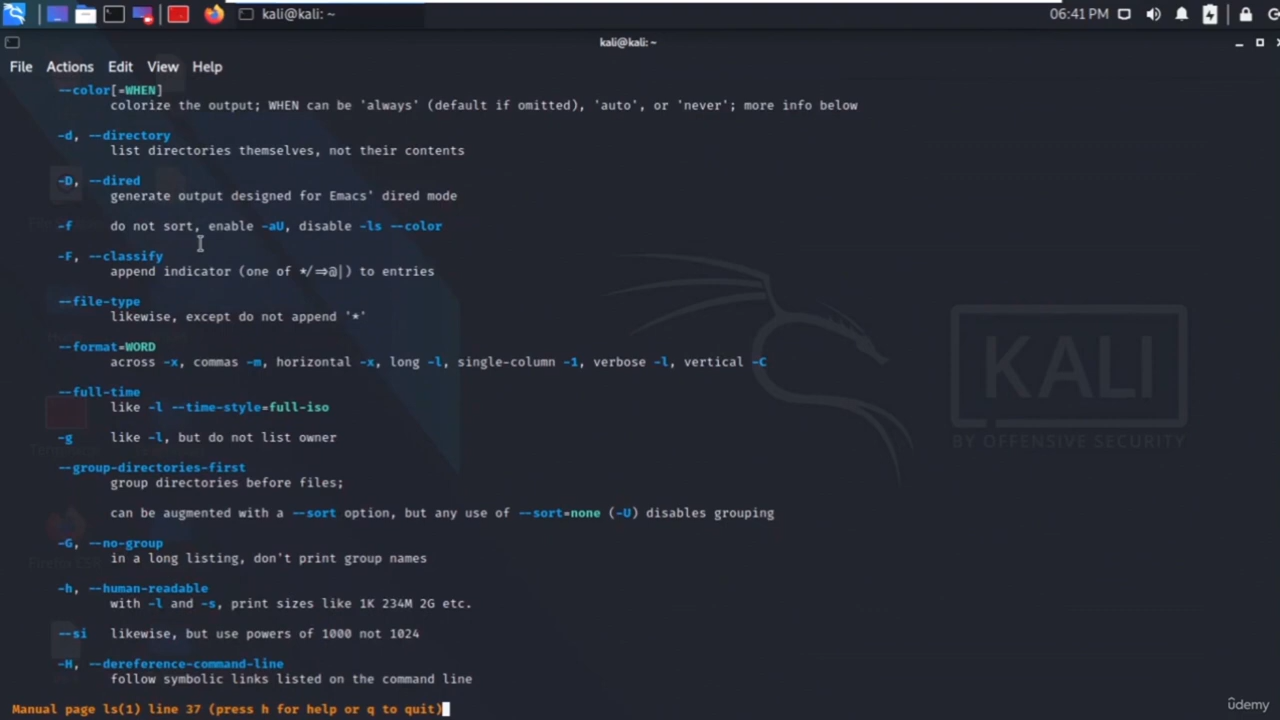 kali@kali: ~
06:41 PM
kali@kali: ~
File Actions Edit View Help
--color[=WHEN]
colorize the output; WHEN can be 'always' (default if omitted), 'auto', or 'never'; more info below
-d, --directory
list directories themselves, not their contents
-D, --dired
generate output designed for Emacs' dired mode
-f do not sort, enable -aU, disable -ls --color
-F, --classify
append indicator (one of */=>@|) to entries
--file-type
likewise, except do not append '*'
--format=WORD
across -x, commas -m, horizontal -x, long -l, single-column -1, verbose -l, vertical -C
--full-time
like -l --time-style=full-iso
-g like -l, but do not list owner
--group-directories-first
group directories before files;
can be augmented with a --sort option, but any use of --sort=none (-U) disables grouping
-G, --no-group
in a long listing, don't print group names
-h, --human-readable
with -l and -s, print sizes like 1K 234M 2G etc.
--si likewise, but use powers of 1000 not 1024
-H, --dereference-command-line
follow symbolic links listed on the command line
Manual page ls(1) line 37 (press h for help or q to quit)
KALI
BY OFFENSIVE SECURITY
ûdemy